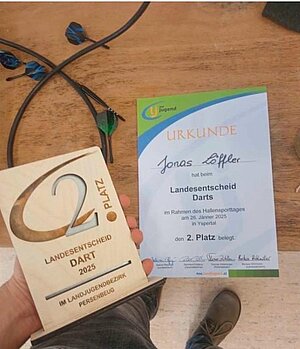 2. PLATZ
LANDESENTSCHEID
DART
2025
IM LANDJUGENDBEZIRK
PERSENBEUG
jugend
URKUNDE
Jonas Löffler
hat beim
Landesentscheid
Darts
im Rahmen des Hallensporttages
am 26. Jänner 2025
in Yspertal
den 2. Platz belegt.